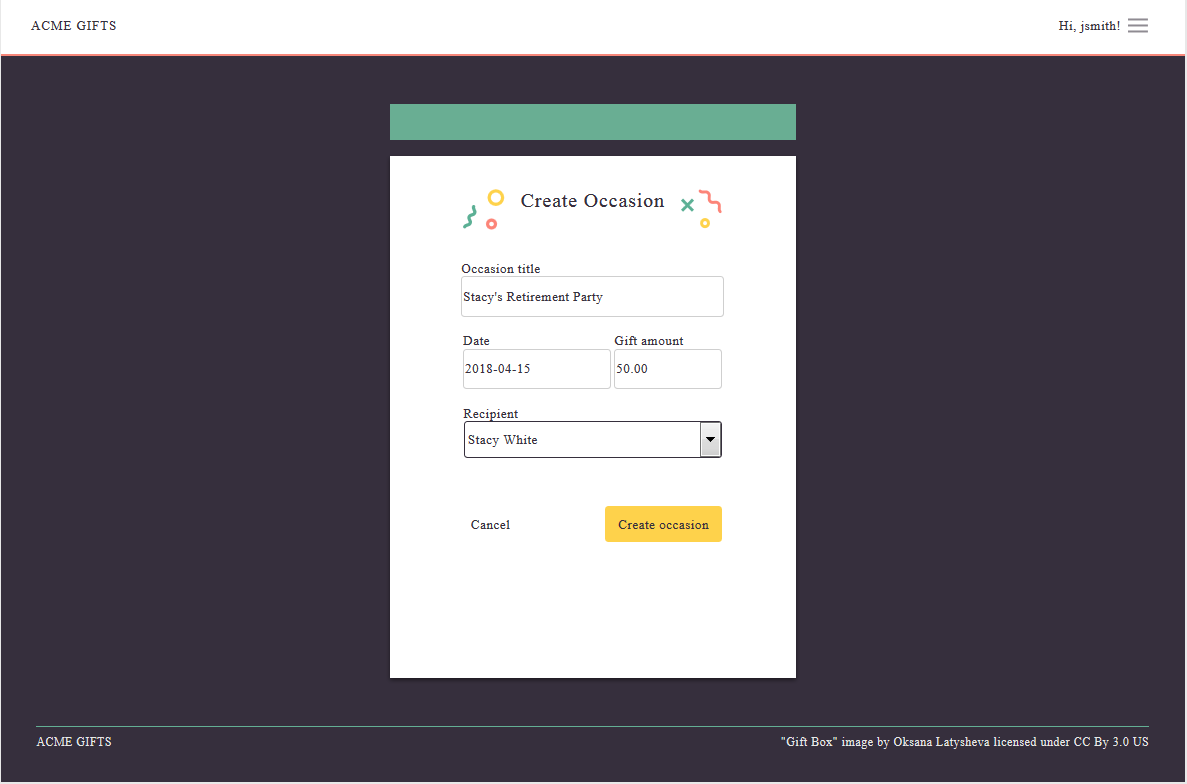 ACME GIFTS
Hi, jsmith!
Create Occasion
Occasion title
Stacy's Retirement Party
Date Gift amount
2018-04-15 50.00
Recipient
Stacy White
Cancel Create occasion
ACME GIFTS "Gift Box" image by Oksana Latysheva licensed under CC By 3.0 US